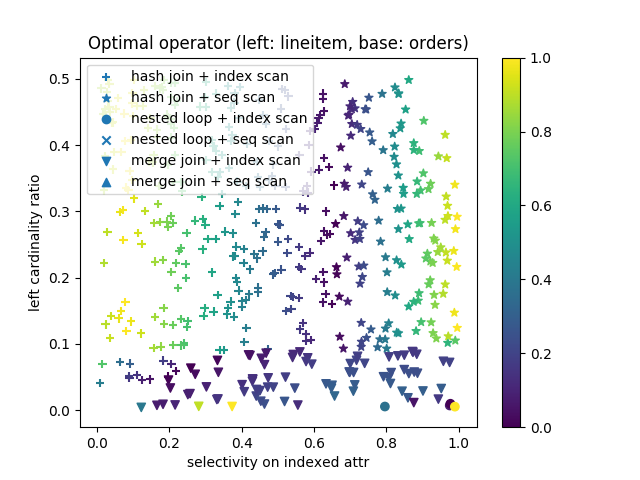 Optimal operator (left: lineitem, base: orders)
hash join + index scan
hash join + seq scan
nested loop + index scan
nested loop + seq scan
merge join + index scan
merge join + seq scan
left cardinality ratio
0.5
0.4
0.3
0.2
0.1
0.0
0.0 0.2 0.4 0.6 0.8 1.0
selectivity on indexed attr
1.0
0.8
0.6
0.4
0.2
0.0